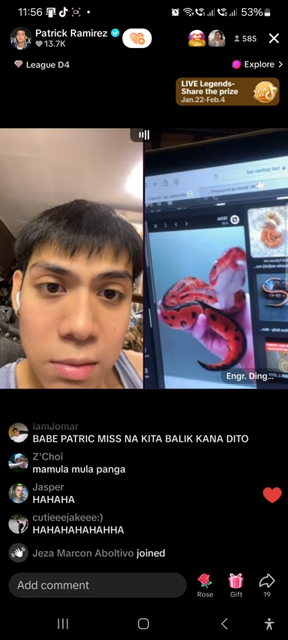 11:56
53%
Patrick Ramirez
13.7K
585
League D4
Explore >
LIVE Legends-
Share the prize
Jan.22-Feb.4
Engr. Ding...
iamJomar
BABE PATRIC MISS NA KITA BALIK KANA DITO
Z'Choi
mamula mula panga
Jasper
HAHAHA
cutieeejakeee:)
HAHAHAHAHAHHA
Jeza Marcon Aboltivo joined
Add comment
Rose
Gift
19